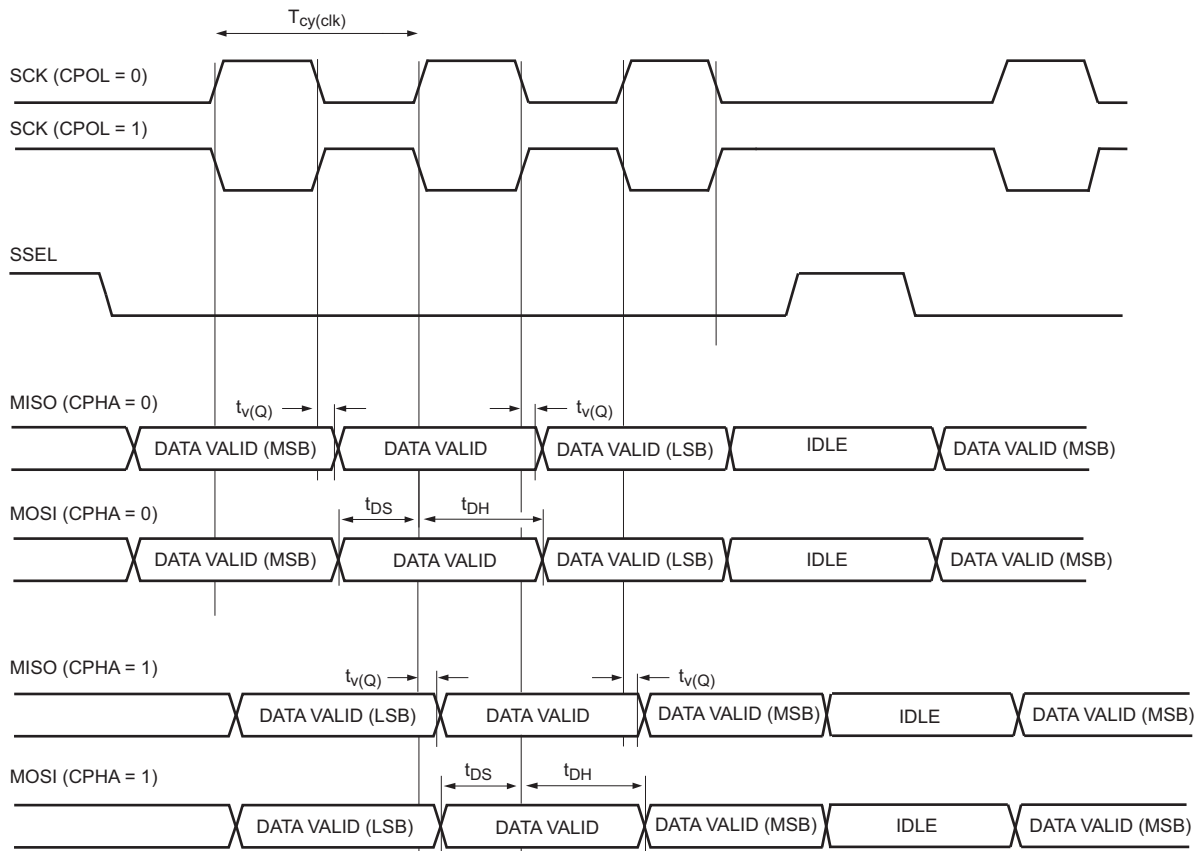 Tcy(clk)
SCK (CPOL = 0)
SCK (CPOL = 1)
SSEL
MISO (CPHA = 0)
tv(Q) tv(Q)
DATA VALID (MSB) DATA VALID DATA VALID (LSB) IDLE DATA VALID (MSB)
MOSI (CPHA = 0)
tDS tDH
DATA VALID (MSB) DATA VALID DATA VALID (LSB) IDLE DATA VALID (MSB)
MISO (CPHA = 1)
tv(Q) tv(Q)
DATA VALID (LSB) DATA VALID DATA VALID (MSB) IDLE DATA VALID (MSB)
MOSI (CPHA = 1)
tDS tDH
DATA VALID (LSB) DATA VALID DATA VALID (MSB) IDLE DATA VALID (MSB)